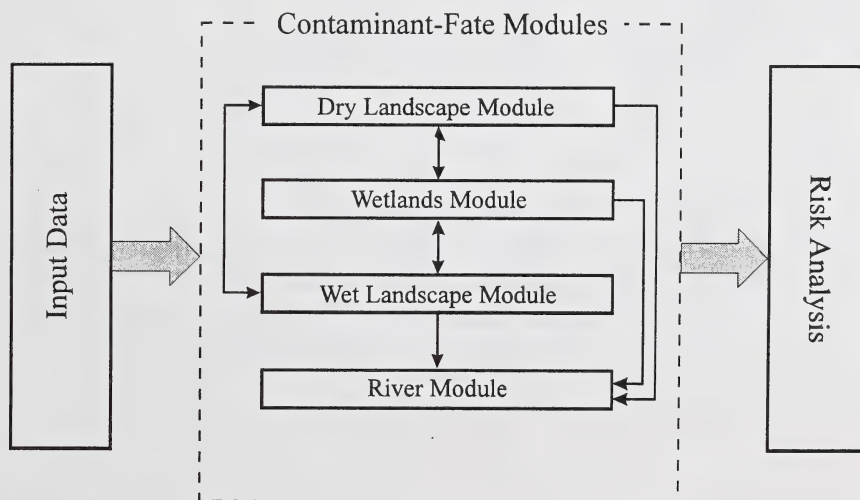 Contaminant-Fate Modules
Input Data
Dry Landscape Module
Wetlands Module
Wet Landscape Module
River Module
Risk Analysis